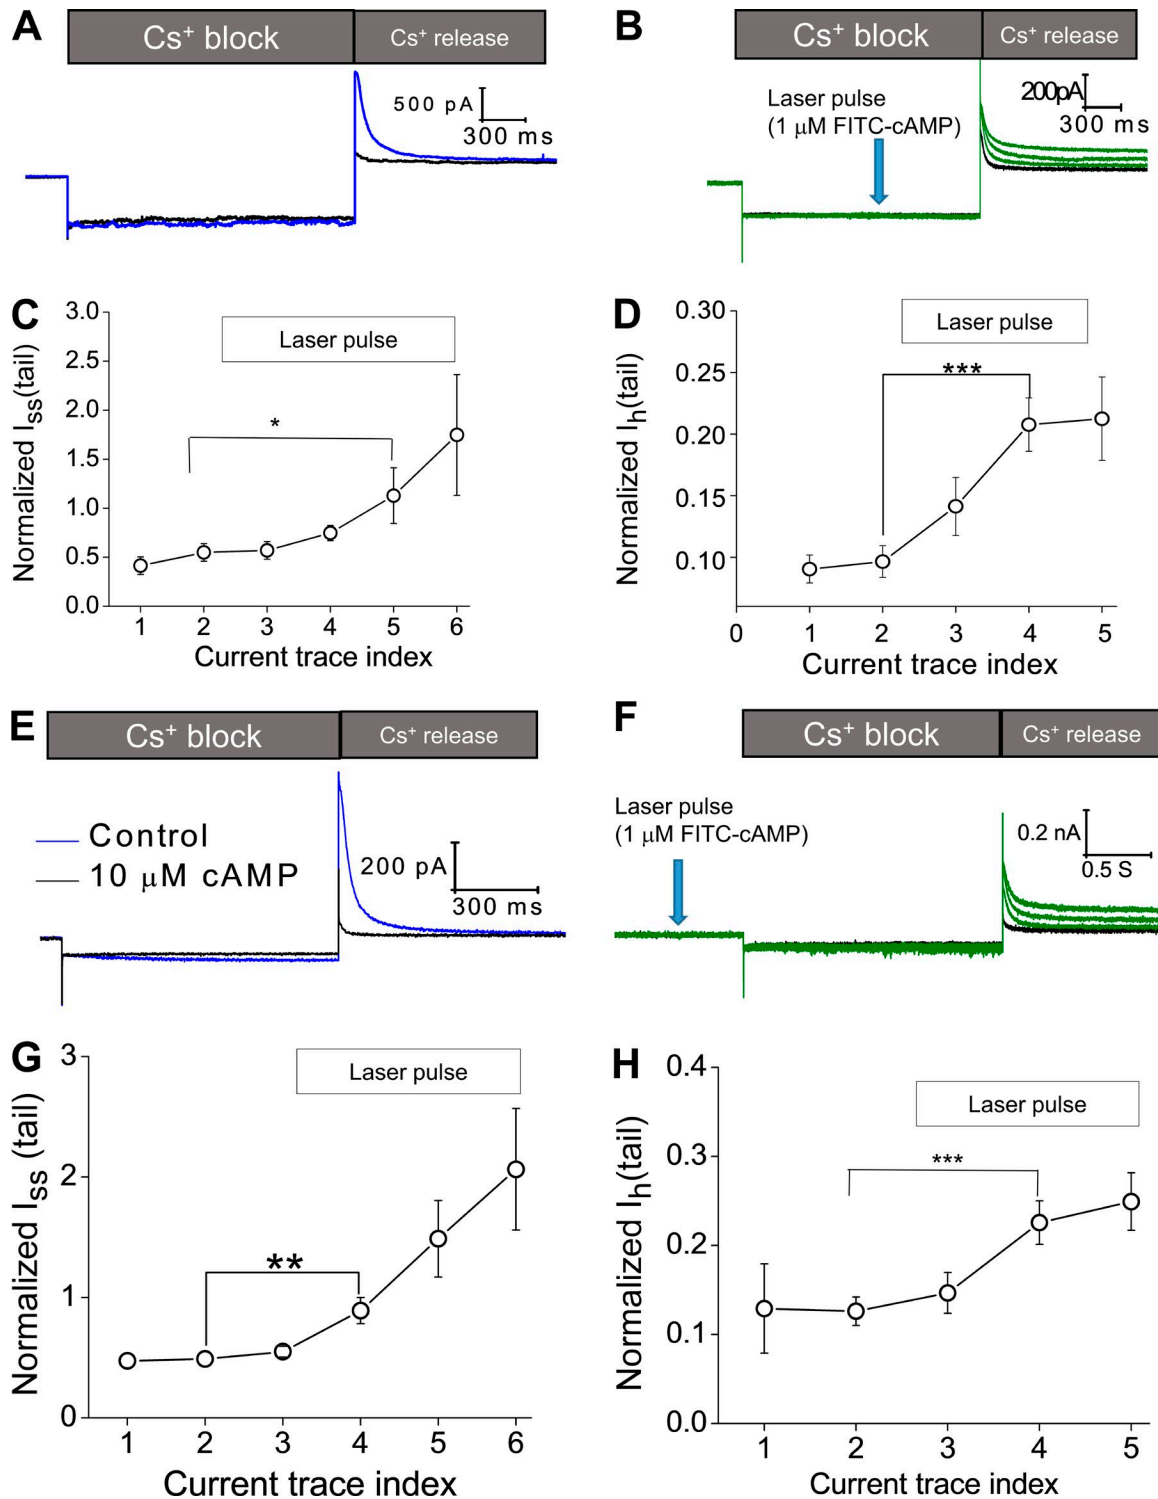 A
Cs⁺ block
Cs⁺ release
500 pA
300 ms
B
Cs⁺ block
Cs⁺ release
Laser pulse
(1 μM FITC-cAMP)
200pA
300 ms
C
Normalized I_ss(tail)
3.0
2.5
2.0
1.5
1.0
0.5
0.0
Laser pulse
*
1 2 3 4 5 6
Current trace index
D
Normalized I_h(tail)
0.30
0.25
0.20
0.15
0.10
Laser pulse
***
0 1 2 3 4 5
Current trace index
E
Cs⁺ block
Cs⁺ release
Control
10 μM cAMP
200 pA
300 ms
F
Cs⁺ block
Cs⁺ release
Laser pulse
(1 μM FITC-cAMP)
0.2 nA
0.5 S
G
Normalized I_ss (tail)
3
2
1
0
Laser pulse
**
1 2 3 4 5 6
Current trace index
H
Normalized I_h(tail)
0.4
0.3
0.2
0.1
0.0
Laser pulse
***
1 2 3 4 5
Current trace index